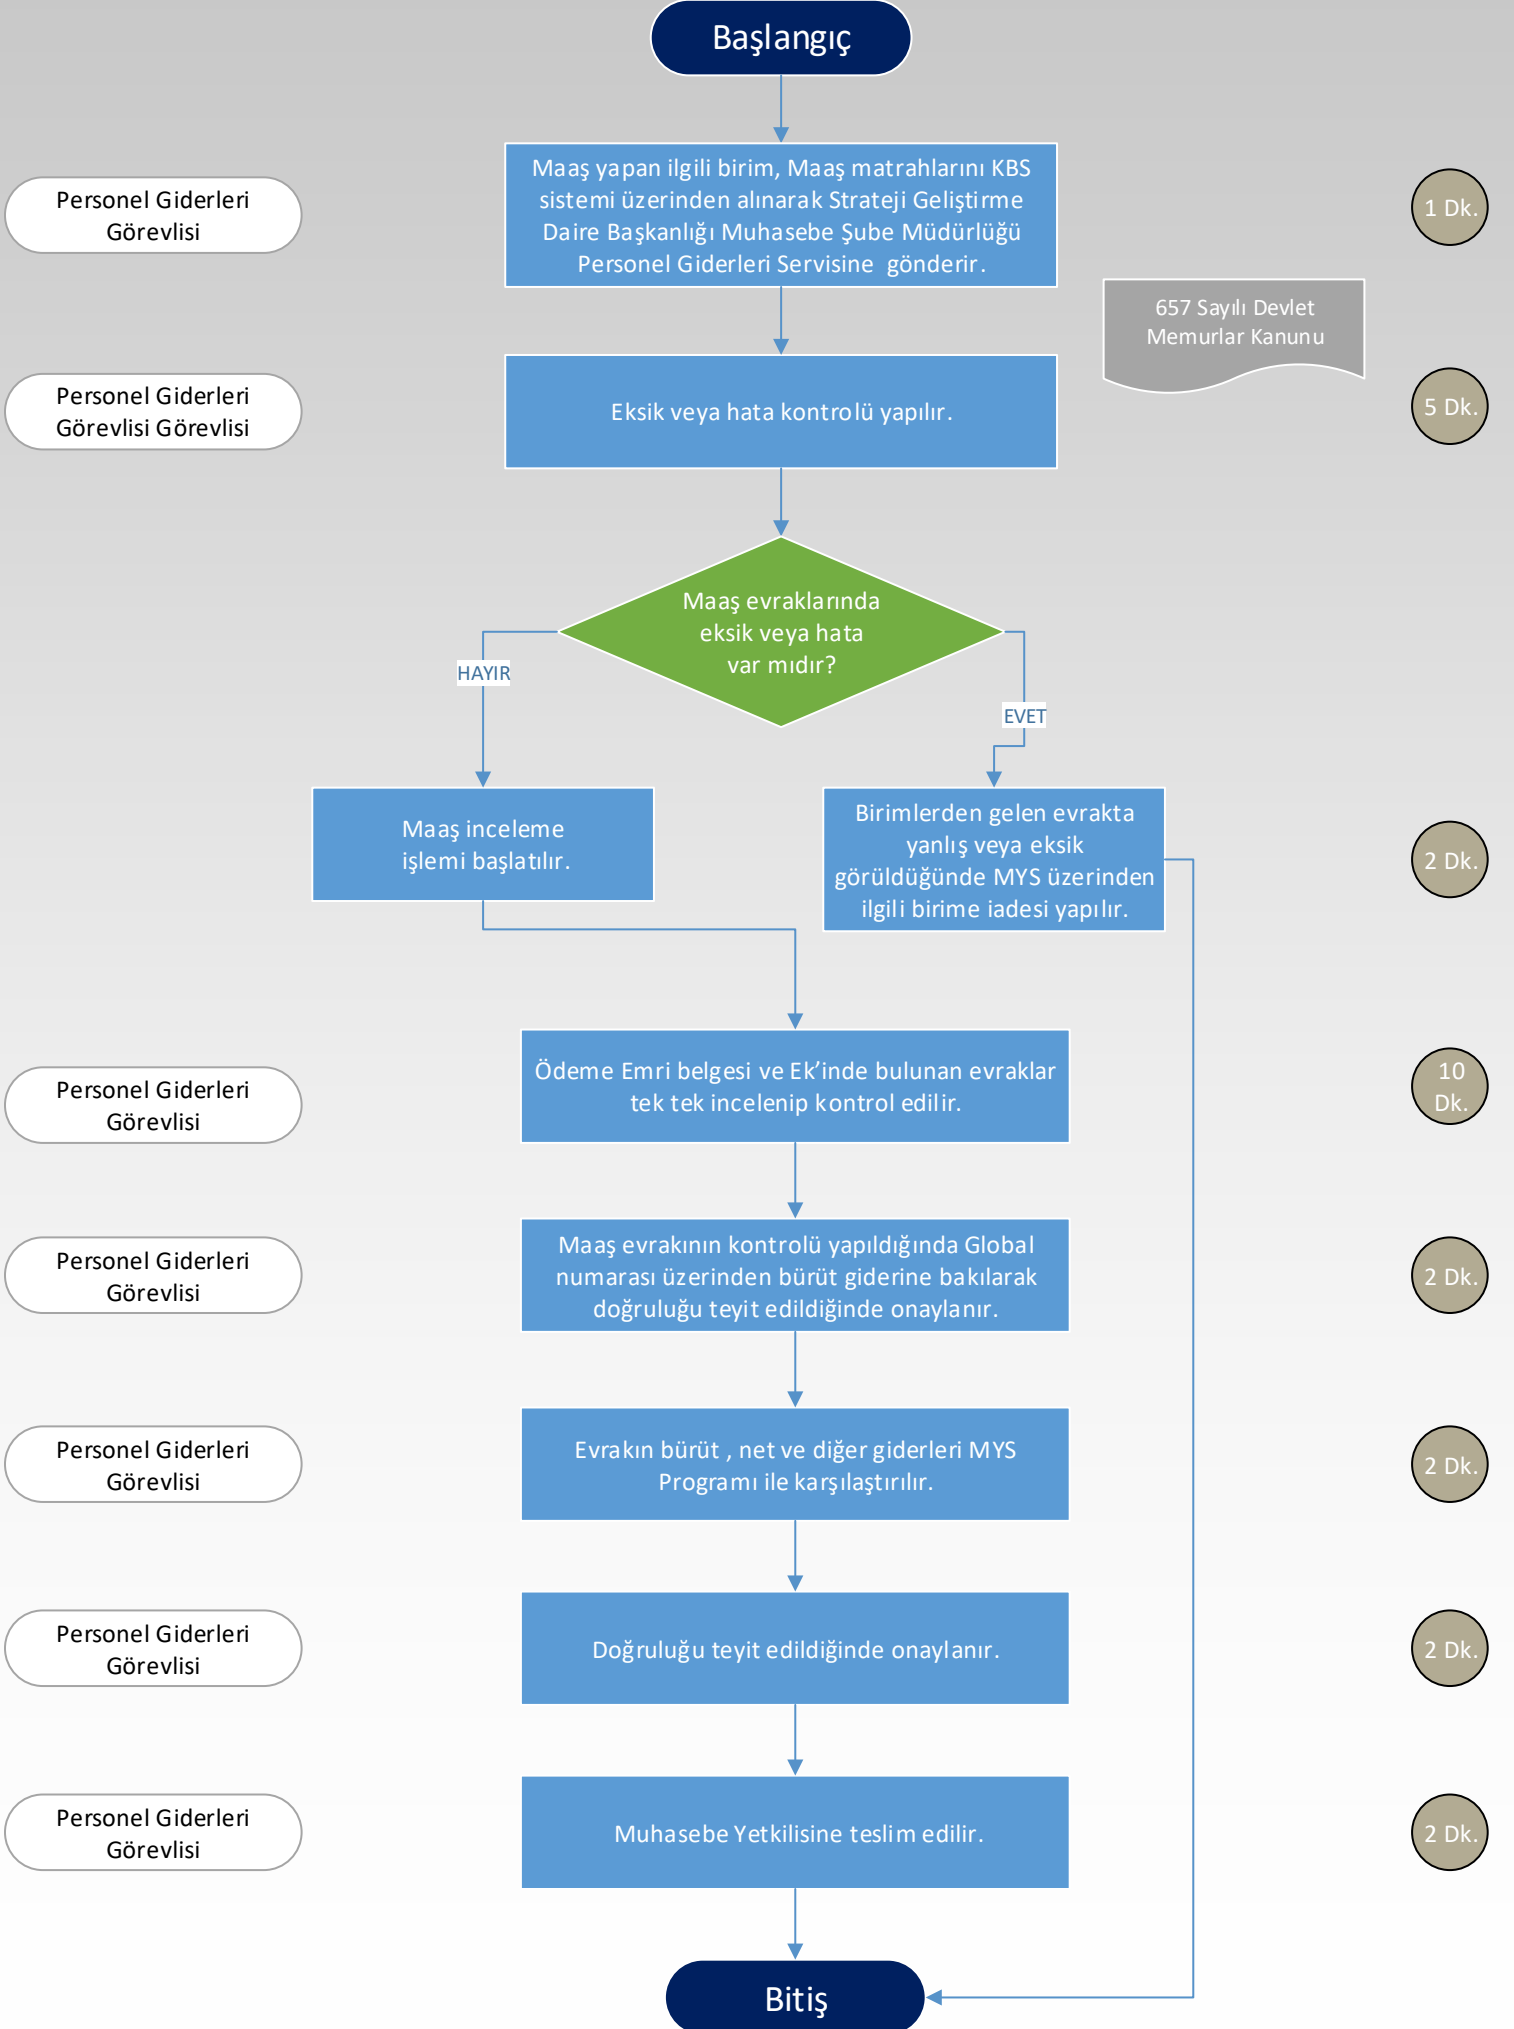 Başlangıç
Personel Giderleri
Görevlisi
Maaş yapan ilgili birim, Maaş matrahlarını KBS
sistemi üzerinden alınarak Strateji Geliştirme
Daire Başkanlığı Muhasebe Şube Müdürlüğü
Personel Giderleri Servisine gönderir.
1 Dk.
657 Sayılı Devlet
Memurlar Kanunu
Personel Giderleri
Görevlisi Görevlisi
Eksik veya hata kontrolü yapılır.
5 Dk.
Maaş evraklarında
eksik veya hata
var mıdır?
HAYIR
EVET
Maaş inceleme
işlemi başlatılır.
Birimlerden gelen evrakta
yanlış veya eksik
görüldüğünde MYS üzerinden
ilgili birime iadesi yapılır.
2 Dk.
Personel Giderleri
Görevlisi
Ödeme Emri belgesi ve Ek’inde bulunan evraklar
tek tek incelenip kontrol edilir.
10
Dk.
Personel Giderleri
Görevlisi
Maaş evrakının kontrolü yapıldığında Global
numarası üzerinden bürüt giderine bakılarak
doğruluğu teyit edildiğinde onaylanır.
2 Dk.
Personel Giderleri
Görevlisi
Evrakın bürüt , net ve diğer giderleri MYS
Programı ile karşılaştırılır.
2 Dk.
Personel Giderleri
Görevlisi
Doğruluğu teyit edildiğinde onaylanır.
2 Dk.
Personel Giderleri
Görevlisi
Muhasebe Yetkilisine teslim edilir.
2 Dk.
Bitiş